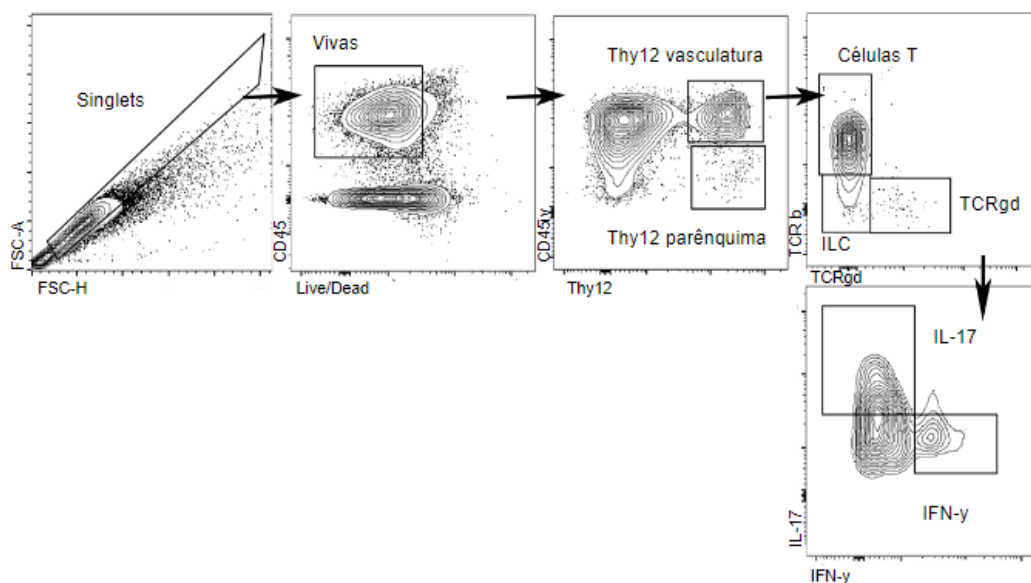 Singlets
FSC-A
FSC-H
Vivas
CD45
Live/Dead
Thy12 vasculatura
Thy12 parênquima
CD45iv
Thy12
Células T
TCRgd
ILC
TCR b
TCRgd
IL-17
IFN-y
IL-17
IFN-y